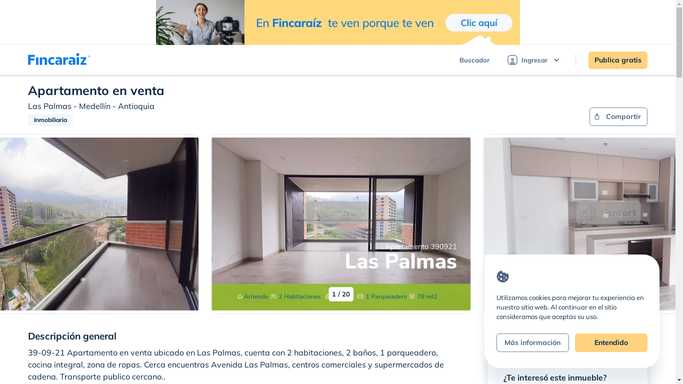 En Fincaraíz te ven porque te ven
Clic aquí
Fincaraiz
Buscador
Ingresar
Publica gratis
Apartamento en venta
Las Palmas - Medellín - Antioquia
Inmobiliaria
Compartir
Apartamento 390921
Las Palmas
Arriendo
2 Habitaciones
1 / 20
1 Parqueadero
78 mt2
Utilizamos cookies para mejorar tu experiencia en
nuestro sitio web. Al continuar en el sitio
consideramos que aceptas su uso.
Más información
Entendido
Descripción general
39-09-21 Apartamento en venta ubicado en Las Palmas, cuenta con 2 habitaciones, 2 baños, 1 parqueadero,
cocina integral, zona de ropas. Cerca encuentras Avenida Las Palmas, centros comerciales y supermercados de
cadena. Transporte publico cercano..
¿Te interesó este inmueble?